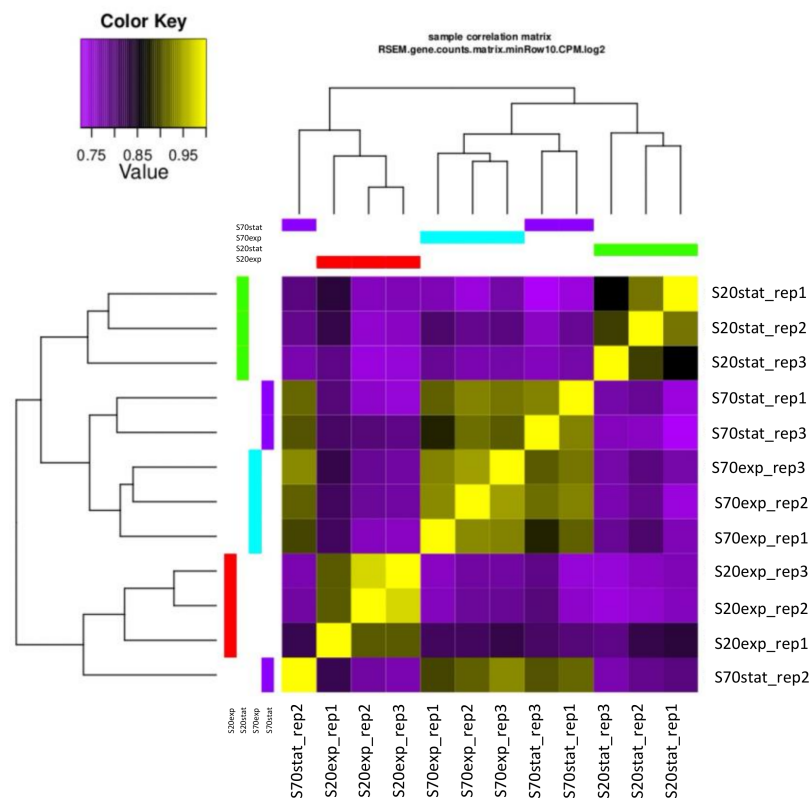 Color Key
0.75 0.85 0.95
Value
sample correlation matrix
RSEM.gene.counts.matrix.minRow10.CPM.log2
S70stat
S70exp
S20stat
S20exp
S20stat_rep1
S20stat_rep2
S20stat_rep3
S70stat_rep1
S70stat_rep3
S70exp_rep3
S70exp_rep2
S70exp_rep1
S20exp_rep3
S20exp_rep2
S20exp_rep1
S70stat_rep2
S20exp
S20stat
S70exp
S70stat
S70stat_rep2
S20exp_rep1
S20exp_rep2
S20exp_rep3
S70exp_rep1
S70exp_rep2
S70exp_rep3
S70stat_rep3
S70stat_rep1
S20stat_rep3
S20stat_rep2
S20stat_rep1